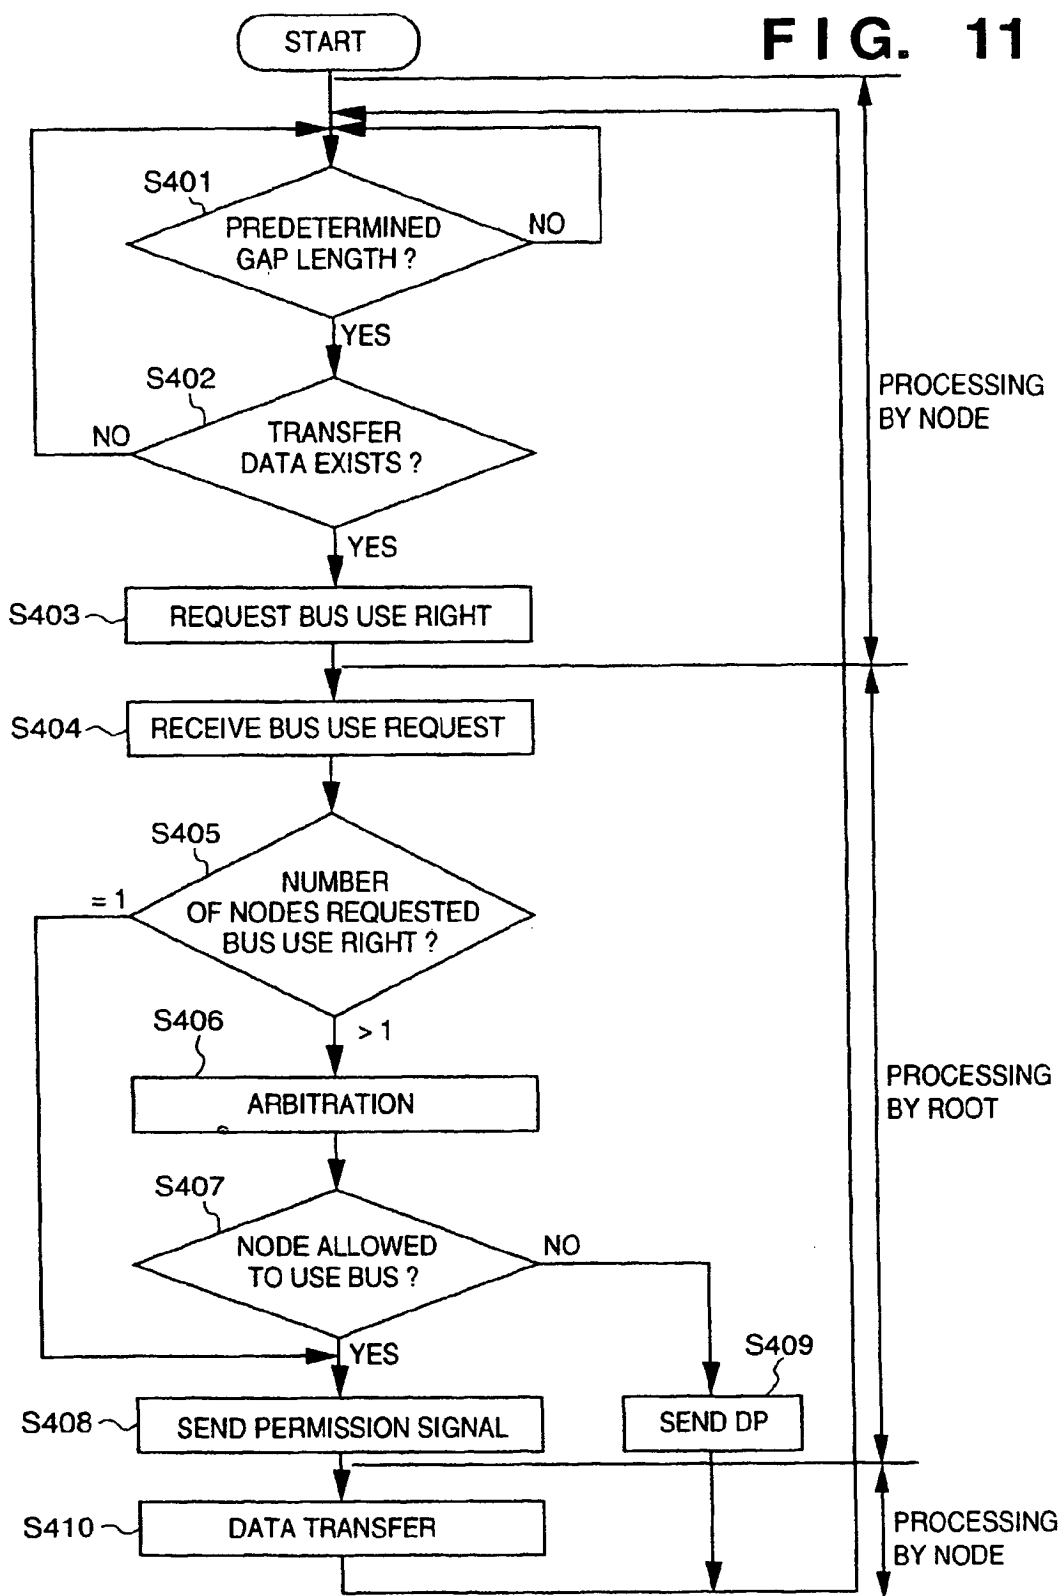 FIG. 11
START
S401
PREDETERMINED
GAP LENGTH ?
NO
YES
S402
TRANSFER
DATA EXISTS ?
NO
YES
PROCESSING
BY NODE
S403
REQUEST BUS USE RIGHT
S404
RECEIVE BUS USE REQUEST
S405
NUMBER
OF NODES REQUESTED
BUS USE RIGHT ?
= 1
> 1
S406
ARBITRATION
PROCESSING
BY ROOT
S407
NODE ALLOWED
TO USE BUS ?
NO
YES
S408
SEND PERMISSION SIGNAL
S409
SEND DP
S410
DATA TRANSFER
PROCESSING
BY NODE